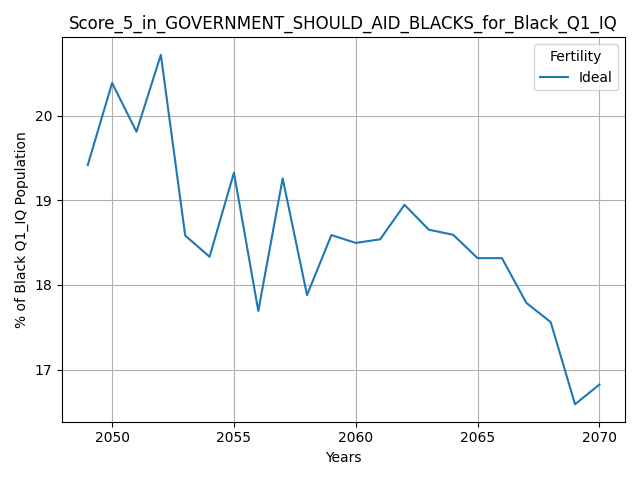 Score_5_in_GOVERNMENT_SHOULD_AID_BLACKS_for_Black_Q1_IQ
Fertility
Ideal
% of Black Q1_IQ Population
20
19
18
17
2050
2055
2060
2065
2070
Years